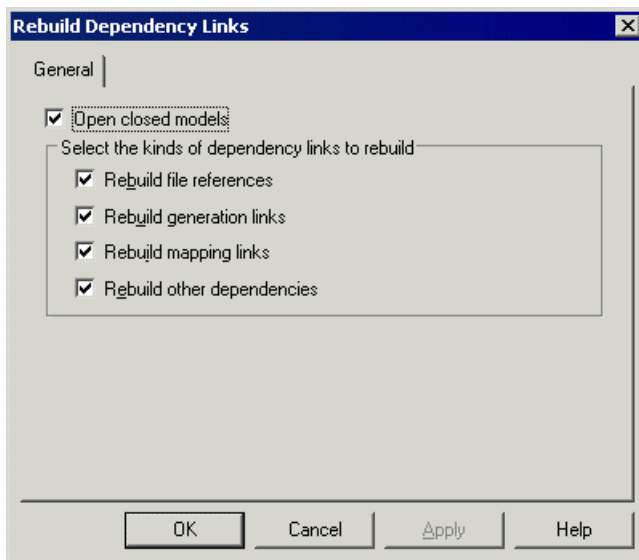 Rebuild Dependency Links
General
Open closed models
Select the kinds of dependency links to rebuild
Rebuild file references
Rebuild generation links
Rebuild mapping links
Rebuild other dependencies
OK Cancel Apply Help